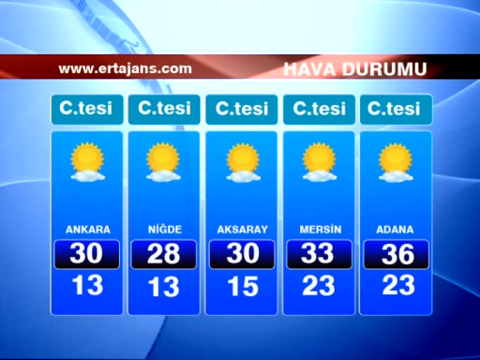 www.ertajans.com HAVA DURUMU
C.tesi C.tesi C.tesi C.tesi C.tesi
ANKARA NİĞDE AKSARAY MERSİN ADANA
30 28 30 33 36
13 13 15 23 23